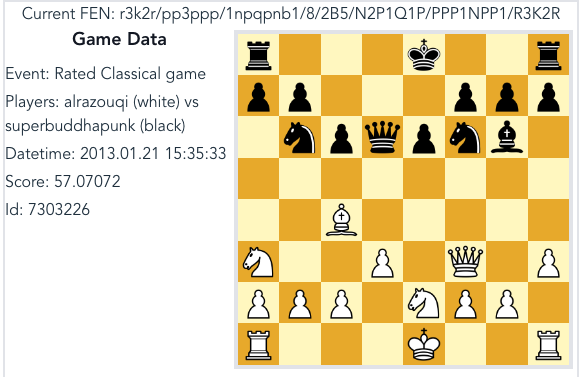 Current FEN: r3k2r/pp3ppp/1npqpnb1/8/2B5/N2P1Q1P/PPP1NPP1/R3K2R
Game Data
Event: Rated Classical game
Players: alrazouqi (white) vs
superbuddhapunk (black)
Datetime: 2013.01.21 15:35:33
Score: 57.07072
Id: 7303226